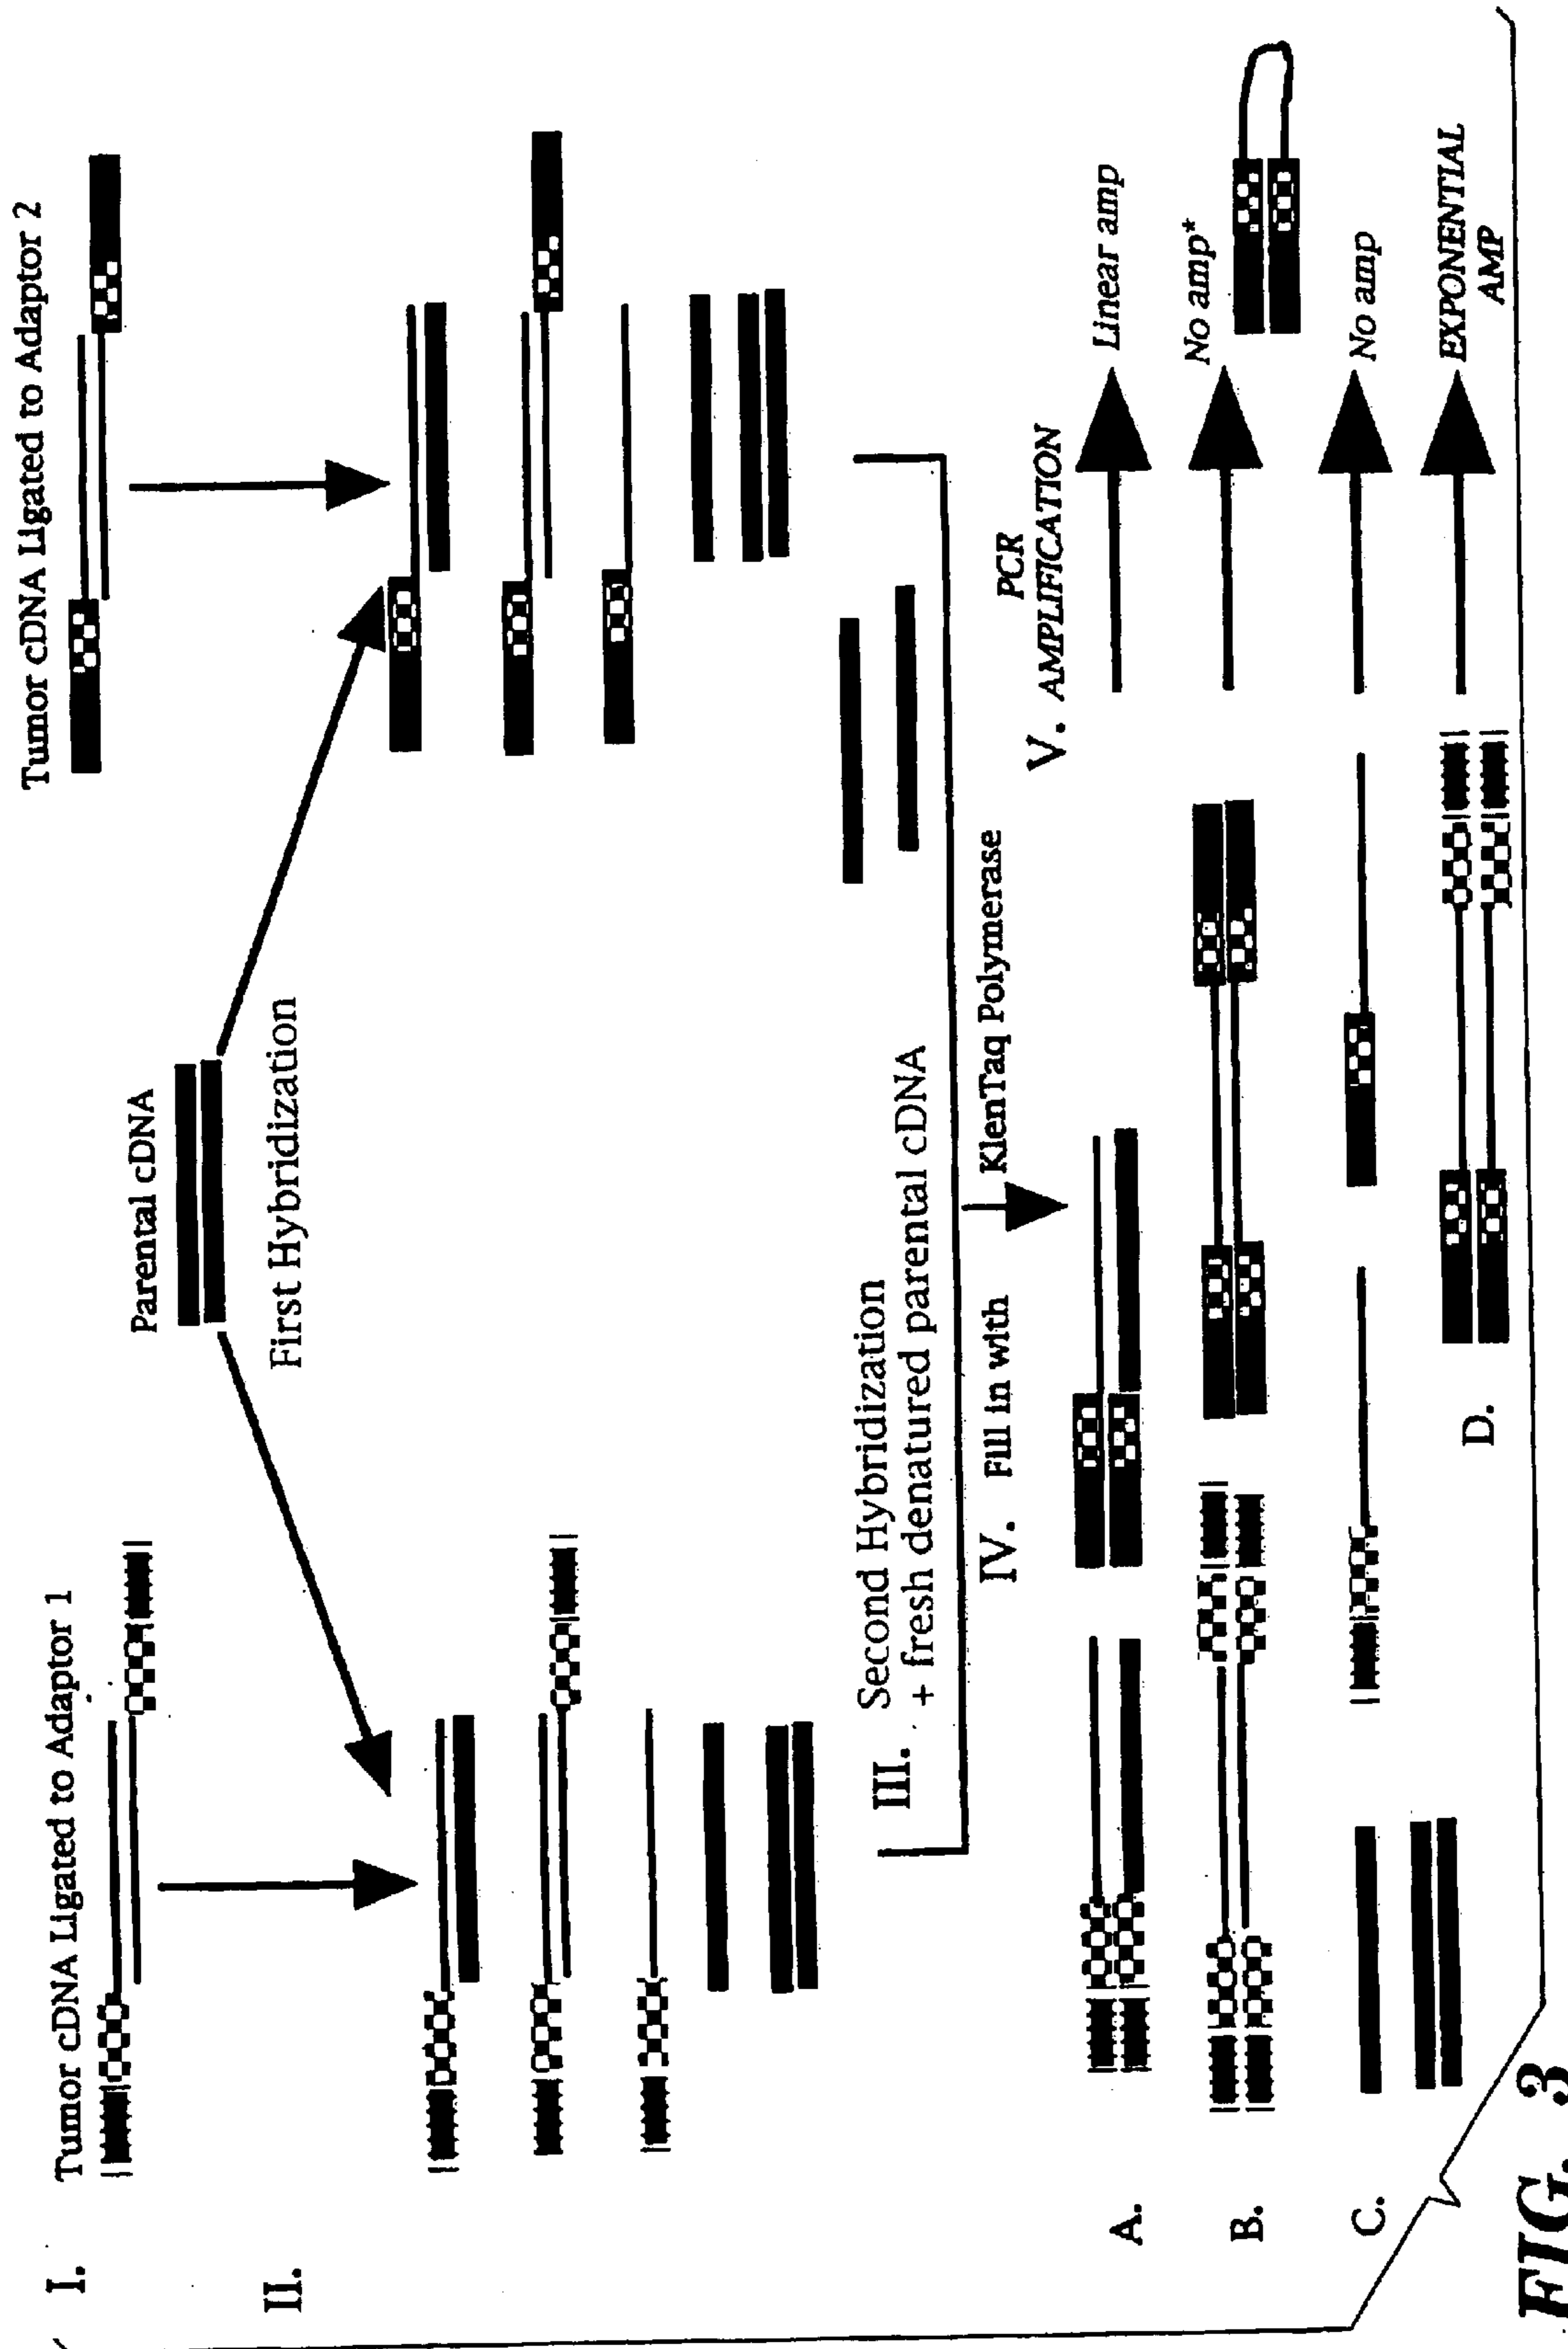 I.
Tumor cDNA Ligated to Adaptor 1
Parental cDNA
Tumor cDNA Ligated to Adaptor 2
II.
First Hybridization
III. Second Hybridization
+ fresh denatured parental cDNA
IV. Fill in with KlenTaq Polymerase
PCR
V. AMPLIFICATION
A.
Linear amp
B.
No amp*
C.
No amp
D.
EXPONENTIAL
AMP
FIG. 3